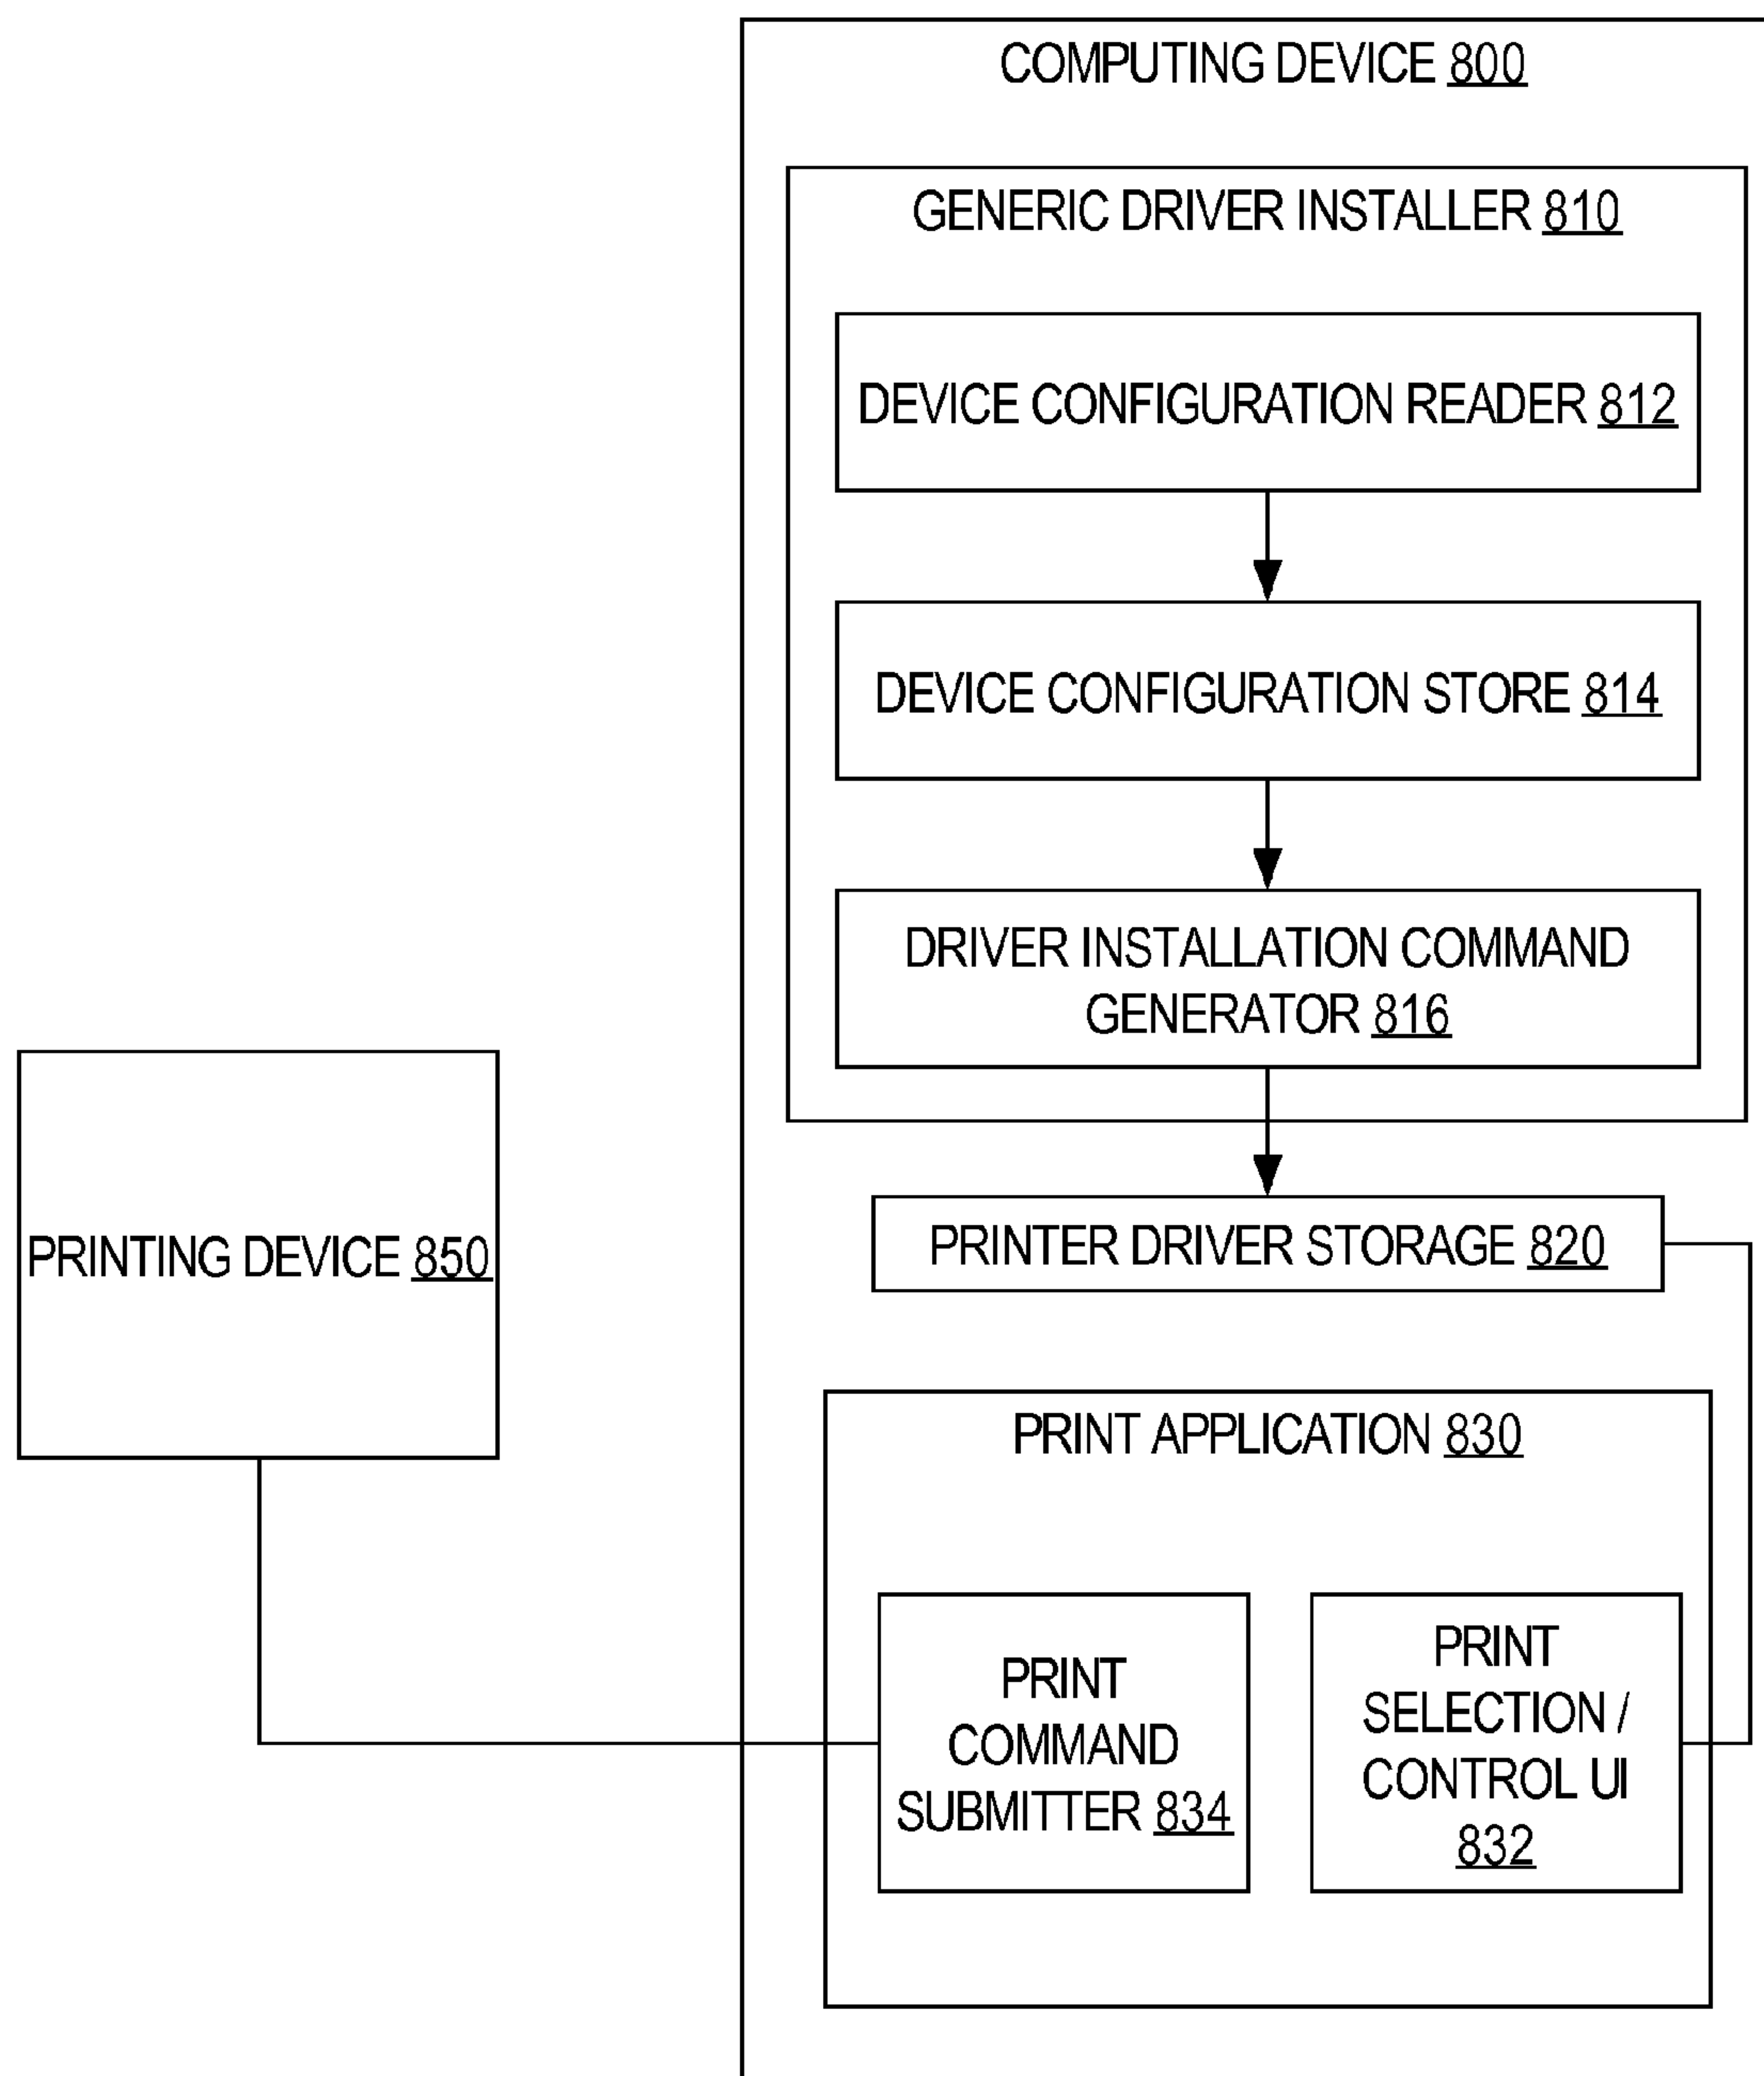 COMPUTING DEVICE 800
GENERIC DRIVER INSTALLER 810
DEVICE CONFIGURATION READER 812
DEVICE CONFIGURATION STORE 814
DRIVER INSTALLATION COMMAND
GENERATOR 816
PRINTING DEVICE 850
PRINTER DRIVER STORAGE 820
PRINT APPLICATION 830
PRINT
COMMAND
SUBMITTER 834
PRINT
SELECTION /
CONTROL UI
832